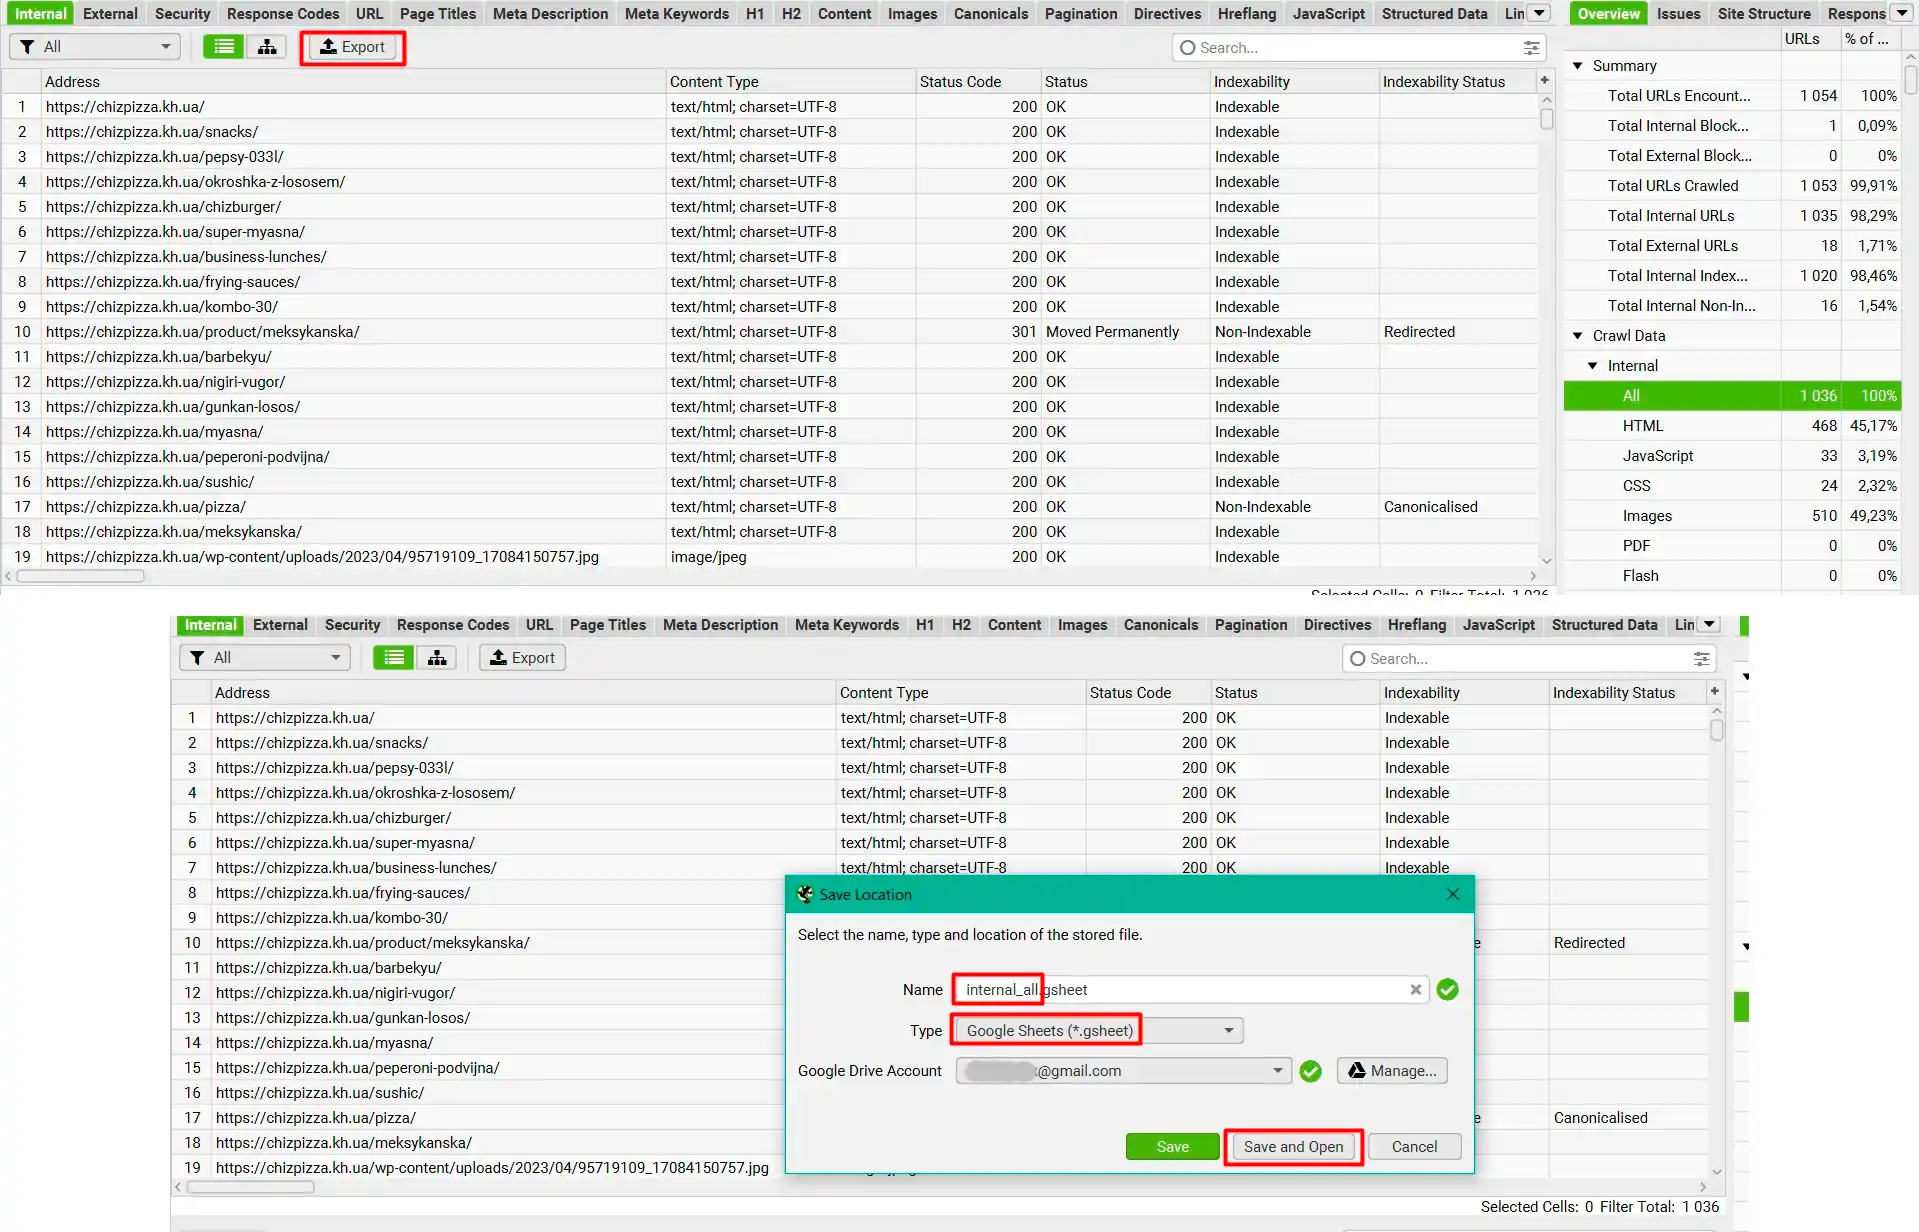 Internal External Security Response Codes URL Page Titles Meta Description Meta Keywords H1 H2 Content Images Canonicals Pagination Directives Hreflang JavaScript Structured Data Lin
All Export Search...
Address Content Type Status Code Status Indexability Indexability Status +
1 https://chizpizza.kh.ua/ text/html; charset=UTF-8 200 OK Indexable
2 https://chizpizza.kh.ua/snacks/ text/html; charset=UTF-8 200 OK Indexable
3 https://chizpizza.kh.ua/pepsy-033l/ text/html; charset=UTF-8 200 OK Indexable
4 https://chizpizza.kh.ua/okroshka-z-lososem/ text/html; charset=UTF-8 200 OK Indexable
5 https://chizpizza.kh.ua/chizburger/ text/html; charset=UTF-8 200 OK Indexable
6 https://chizpizza.kh.ua/super-myasna/ text/html; charset=UTF-8 200 OK Indexable
7 https://chizpizza.kh.ua/business-lunches/ text/html; charset=UTF-8 200 OK Indexable
8 https://chizpizza.kh.ua/frying-sauces/ text/html; charset=UTF-8 200 OK Indexable
9 https://chizpizza.kh.ua/kombo-30/ text/html; charset=UTF-8 200 OK Indexable
10 https://chizpizza.kh.ua/product/meksykanska/ text/html; charset=UTF-8 301 Moved Permanently Non-Indexable Redirected
11 https://chizpizza.kh.ua/barbekyu/ text/html; charset=UTF-8 200 OK Indexable
12 https://chizpizza.kh.ua/nigiri-vugor/ text/html; charset=UTF-8 200 OK Indexable
13 https://chizpizza.kh.ua/gunkan-losos/ text/html; charset=UTF-8 200 OK Indexable
14 https://chizpizza.kh.ua/myasna/ text/html; charset=UTF-8 200 OK Indexable
15 https://chizpizza.kh.ua/peperoni-podvijna/ text/html; charset=UTF-8 200 OK Indexable
16 https://chizpizza.kh.ua/sushic/ text/html; charset=UTF-8 200 OK Indexable
17 https://chizpizza.kh.ua/pizza/ text/html; charset=UTF-8 200 OK Non-Indexable Canonicalised
18 https://chizpizza.kh.ua/meksykanska/ text/html; charset=UTF-8 200 OK Indexable
19 https://chizpizza.kh.ua/wp-content/uploads/2023/04/95719109_17084150757.jpg image/jpeg 200 OK Indexable
Selected Cells: 0 Filter Total: 1 036
Overview Issues Site Structure Respons
URLs % of ...
Summary
Total URLs Encount... 1 054 100%
Total Internal Block... 1 0,09%
Total External Block... 0 0%
Total URLs Crawled 1 053 99,91%
Total Internal URLs 1 035 98,29%
Total External URLs 18 1,71%
Total Internal Index... 1 020 98,46%
Total Internal Non-In... 16 1,54%
Crawl Data
Internal
All 1 036 100%
HTML 468 45,17%
JavaScript 33 3,19%
CSS 24 2,32%
Images 510 49,23%
PDF 0 0%
Flash 0 0%
Internal External Security Response Codes URL Page Titles Meta Description Meta Keywords H1 H2 Content Images Canonicals Pagination Directives Hreflang JavaScript Structured Data Lin
All Export Search...
Address Content Type Status Code Status Indexability Indexability Status +
1 https://chizpizza.kh.ua/ text/html; charset=UTF-8 200 OK Indexable
2 https://chizpizza.kh.ua/snacks/ text/html; charset=UTF-8 200 OK Indexable
3 https://chizpizza.kh.ua/pepsy-033l/ text/html; charset=UTF-8 200 OK Indexable
4 https://chizpizza.kh.ua/okroshka-z-lososem/ text/html; charset=UTF-8 200 OK Indexable
5 https://chizpizza.kh.ua/chizburger/ text/html; charset=UTF-8 200 OK Indexable
6 https://chizpizza.kh.ua/super-myasna/ text/html; charset=UTF-8 200 OK Indexable
7 https://chizpizza.kh.ua/business-lunches/ text/html; charset=UTF-8 200 OK Indexable
8 https://chizpizza.kh.ua/frying-sauces/
9 https://chizpizza.kh.ua/kombo-30/
10 https://chizpizza.kh.ua/product/meksykanska/ e Redirected
11 https://chizpizza.kh.ua/barbekyu/
12 https://chizpizza.kh.ua/nigiri-vugor/
13 https://chizpizza.kh.ua/gunkan-losos/
14 https://chizpizza.kh.ua/myasna/
15 https://chizpizza.kh.ua/peperoni-podvijna/
16 https://chizpizza.kh.ua/sushic/
17 https://chizpizza.kh.ua/pizza/ e Canonicalised
18 https://chizpizza.kh.ua/meksykanska/
19 https://chizpizza.kh.ua/wp-content/uploads/2023/04/95719109_17084150757.jpg
Save Location
Select the name, type and location of the stored file.
Name internal_all.gsheet
Type Google Sheets (*.gsheet)
Google Drive Account @gmail.com Manage...
Save Save and Open Cancel
Selected Cells: 0 Filter Total: 1 036